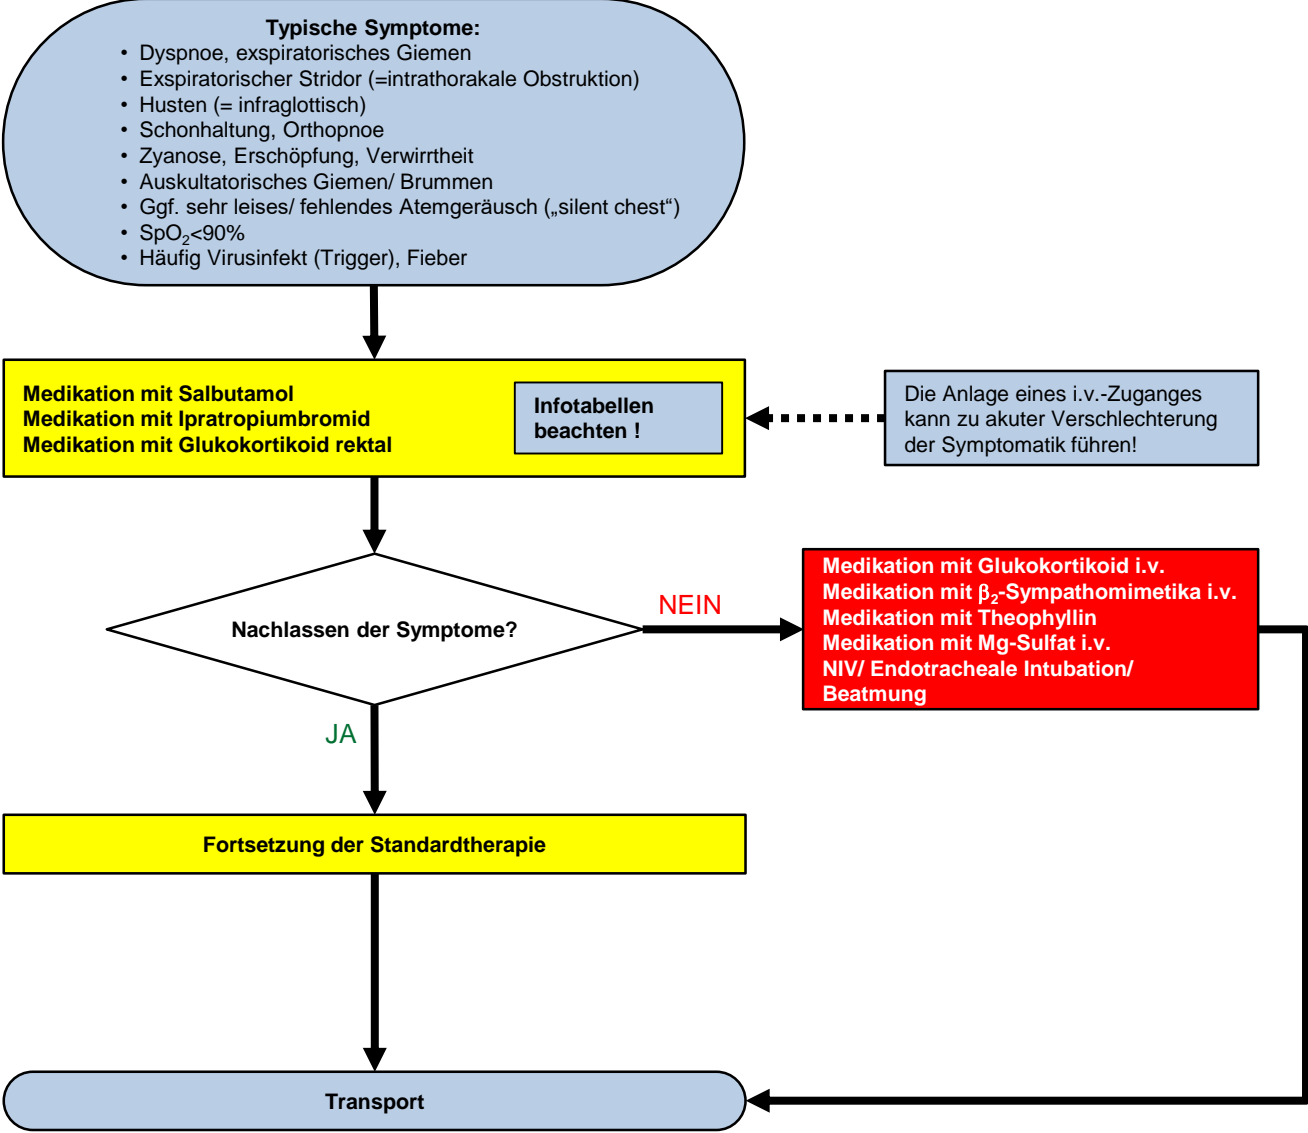 Typische Symptome:
• Dyspnoe, exspiratorisches Giemen
• Exspiratorischer Stridor (=intrathorakale Obstruktion)
• Husten (= infraglottisch)
• Schonhaltung, Orthopnoe
• Zyanose, Erschöpfung, Verwirrtheit
• Auskultatorisches Giemen/ Brummen
• Ggf. sehr leises/ fehlendes Atemgeräusch („silent chest“)
• SpO₂<90%
• Häufig Virusinfekt (Trigger), Fieber
Medikation mit Salbutamol
Medikation mit Ipratropiumbromid
Medikation mit Glukokortikoid rektal
Infotabellen
beachten !
Die Anlage eines i.v.-Zuganges
kann zu akuter Verschlechterung
der Symptomatik führen!
Nachlassen der Symptome?
NEIN
Medikation mit Glukokortikoid i.v.
Medikation mit β₂-Sympathomimetika i.v.
Medikation mit Theophyllin
Medikation mit Mg-Sulfat i.v.
NIV/ Endotracheale Intubation/
Beatmung
JA
Fortsetzung der Standardtherapie
Transport